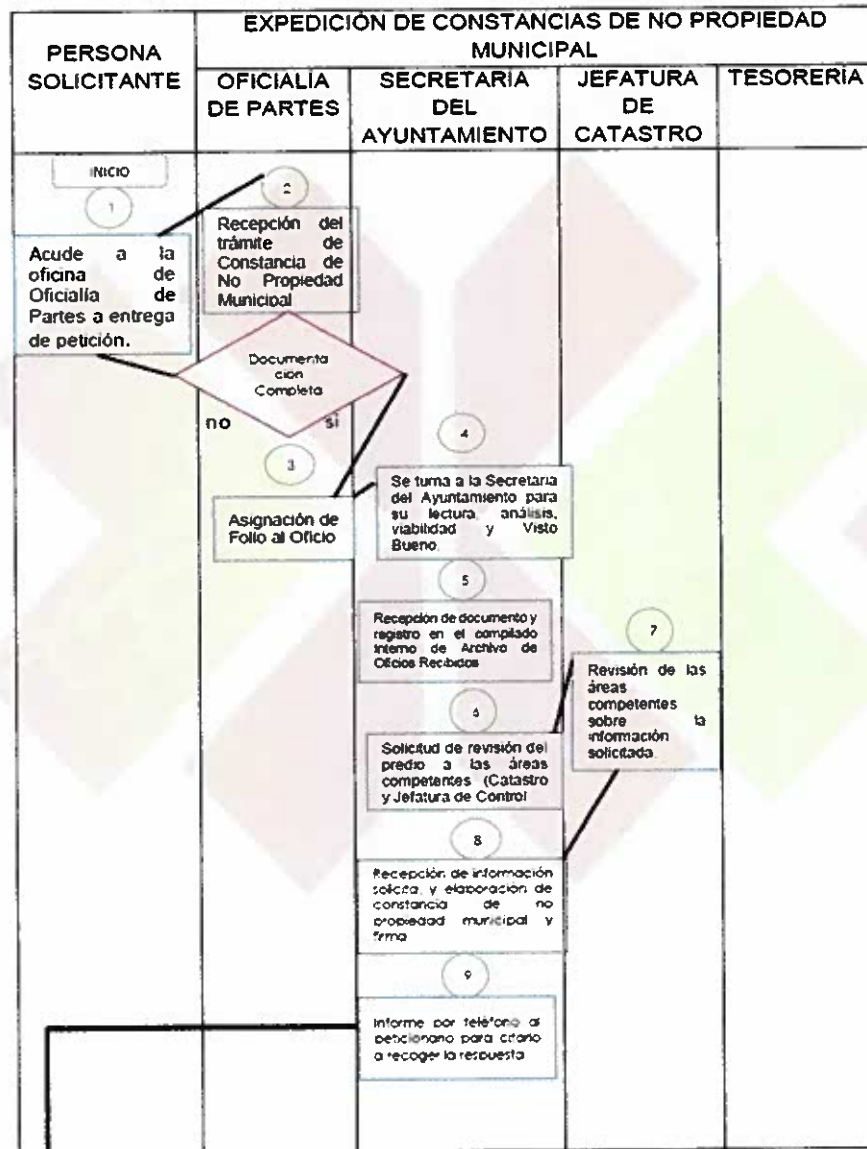 EXPEDICIÓN DE CONSTANCIAS DE NO PROPIEDAD
MUNICIPAL
PERSONA
SOLICITANTE
OFICIALÍA
DE PARTES
SECRETARIA
DEL
AYUNTAMIENTO
JEFATURA
DE
CATASTRO
TESORERÍA
INICIO
1
Acude a la
oficina de
Oficialía de
Partes a entrega
de petición.
2
Recepción del
trámite de
Constancia de
No Propiedad
Municipal
Documenta
cion
Completa
no si
3
Asignación de
Folio al Oficio
4
Se turna a la Secretaria
del Ayuntamiento para
su lectura, análisis,
viabilidad y Visto
Bueno.
5
Recepción de documento y
registro en el compilado
Interno de Archivo de
Oficios Recibidos
6
Solicitud de revisión del
predio a las áreas
competentes (Catastro
y Jefatura de Control
7
Revisión de las
áreas
competentes
sobre la
información
solicitada
8
Recepción de información
solicita, y elaboración de
constancia de no
propiedad municipal y
firma
9
Informe por teléfono al
peticionario para citarlo
a recoger la respuesta